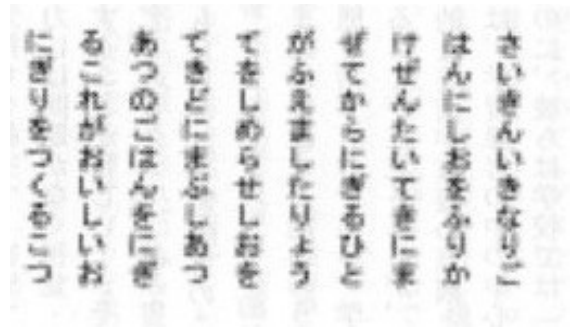 さいきんいきなりご
はんにしおをふりか
けぜんたいてきにま
ぜてからにぎるひと
がふえましたりょう
てをしめらせしおを
てきどにまぶしあつ
あつのごはんをにぎ
るこれがおいしいお
にぎりをつくるこつ